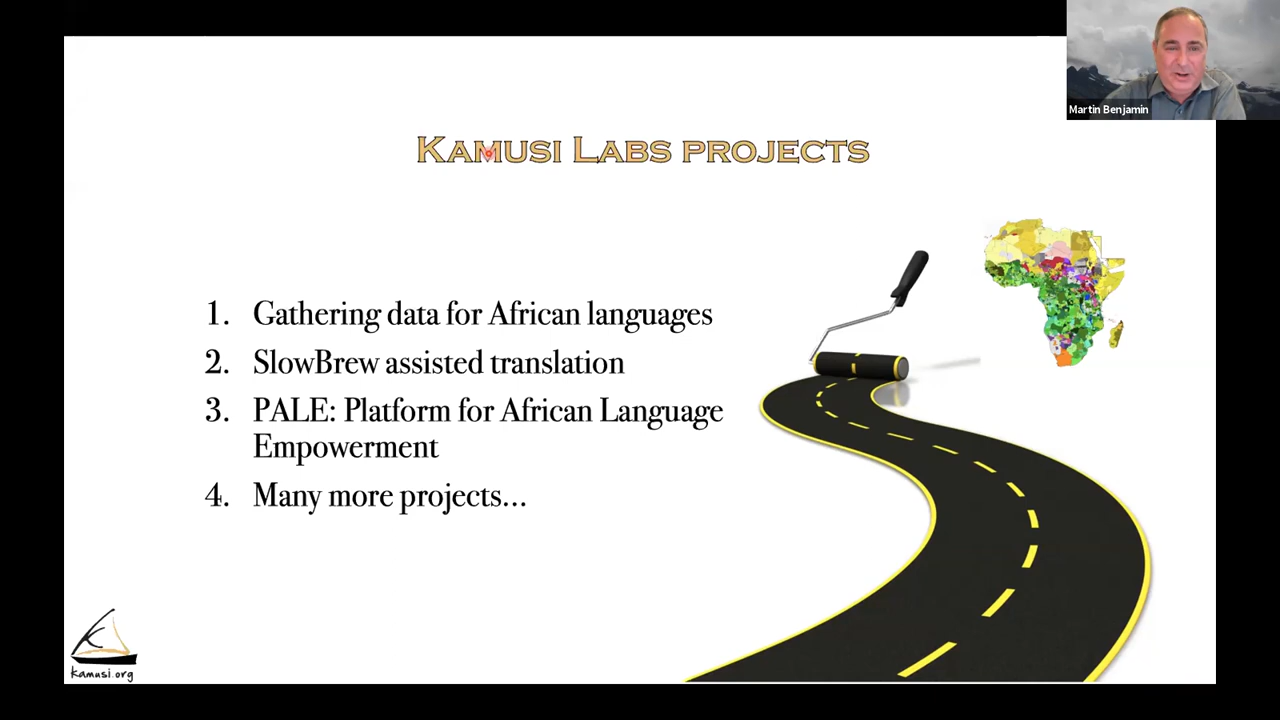 Martin Benjamin
KAMUSI LABS PROJECTS
1. Gathering data for African languages
2. SlowBrew assisted translation
3. PALE: Platform for African Language
Empowerment
4. Many more projects...
kamusi.org